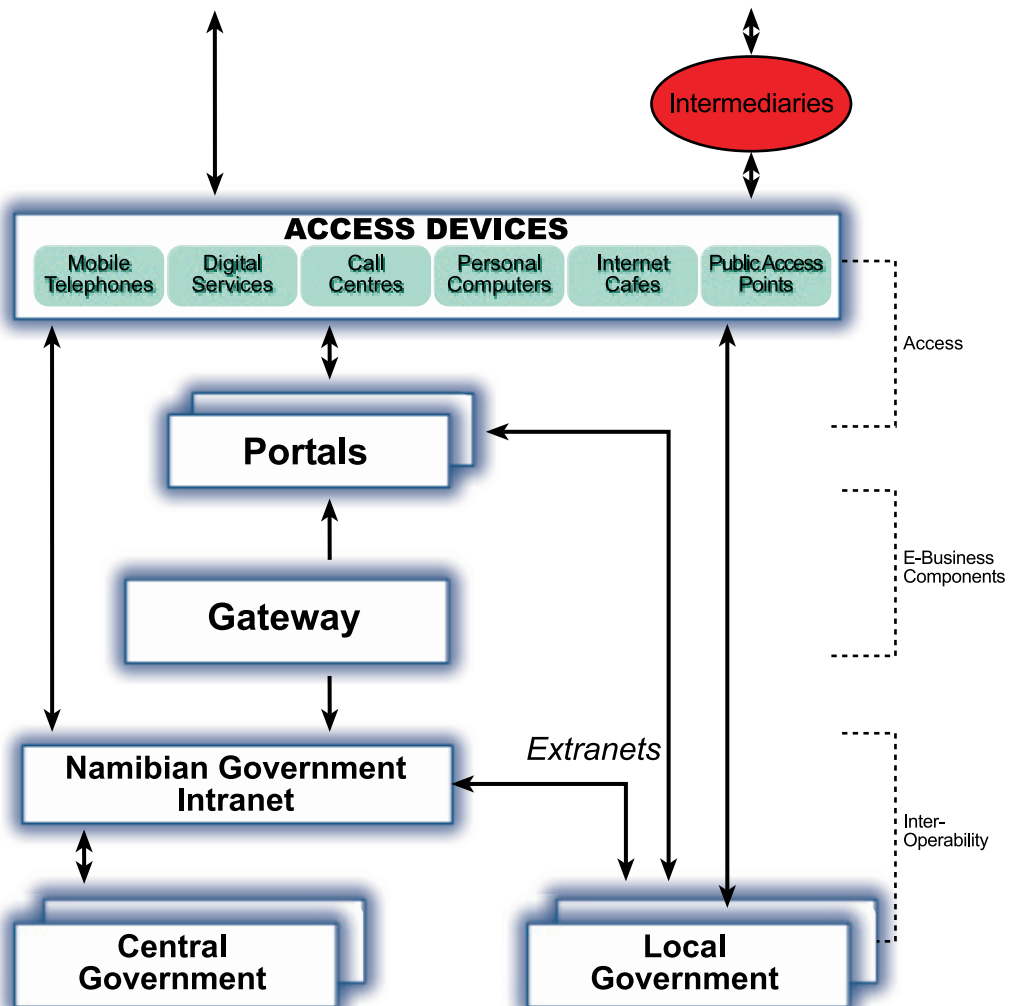 Intermediaries
ACCESS DEVICES
Mobile
Telephones
Digital
Services
Call
Centres
Personal
Computers
Internet
Cafes
Public Access
Points
Access
Portals
E-Business
Components
Gateway
Extranets
Namibian Government
Intranet
Inter-
Operability
Central
Government
Local
Government